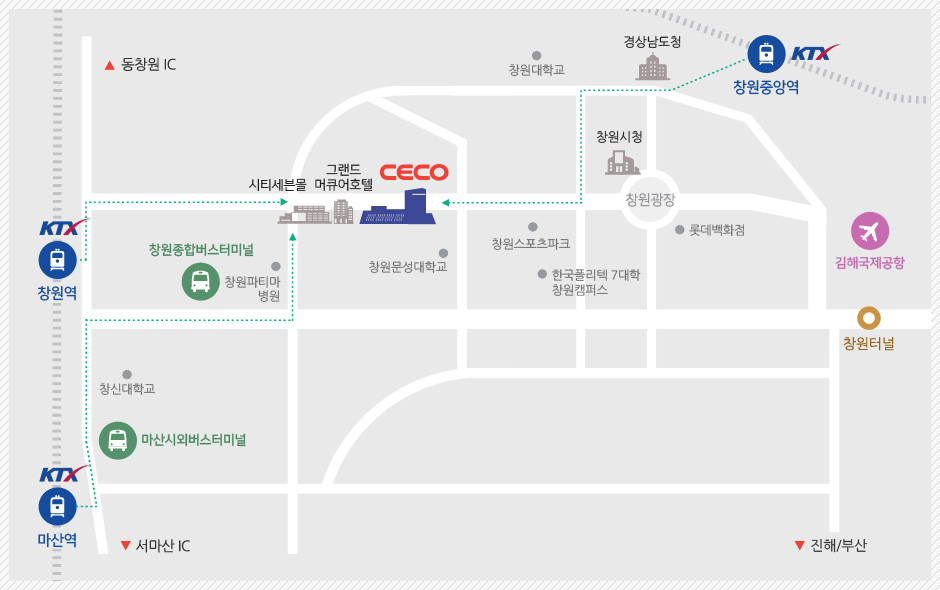 동창원 IC
창원대학교
경상남도청
KTX
창원중앙역
창원시청
그랜드
머큐어호텔
CECO
시티세븐몰
창원광장
KTX
창원역
창원종합버스터미널
창원파티마
병원
창원문성대학교
창원스포츠파크
롯데백화점
한국폴리텍 7대학
창원캠퍼스
김해국제공항
창원터널
창신대학교
마산시외버스터미널
KTX
마산역
서마산 IC
진해/부산